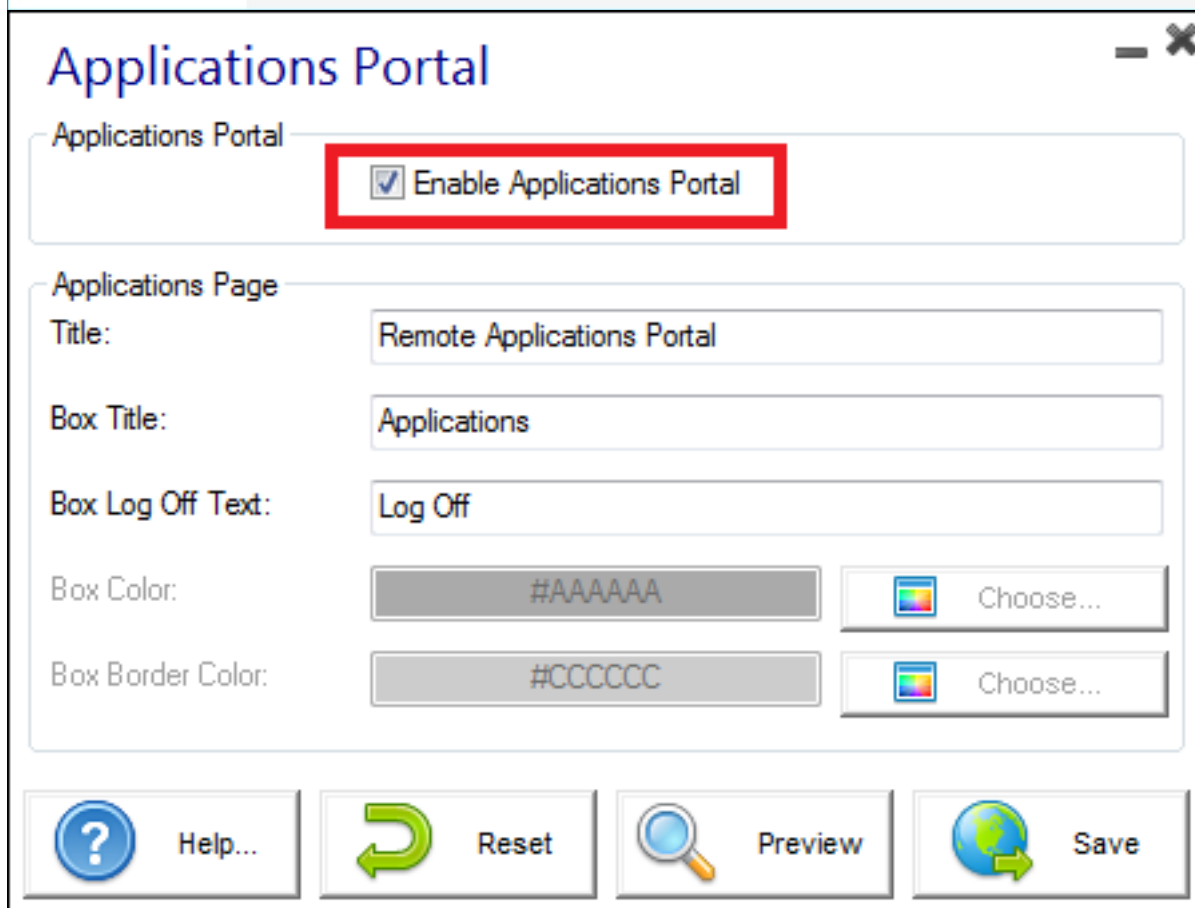 Applications Portal
Applications Portal
Enable Applications Portal
Applications Page
Title: Remote Applications Portal
Box Title: Applications
Box Log Off Text: Log Off
Box Color: #AAAAAA Choose...
Box Border Color: #CCCCCC Choose...
Help... Reset Preview Save